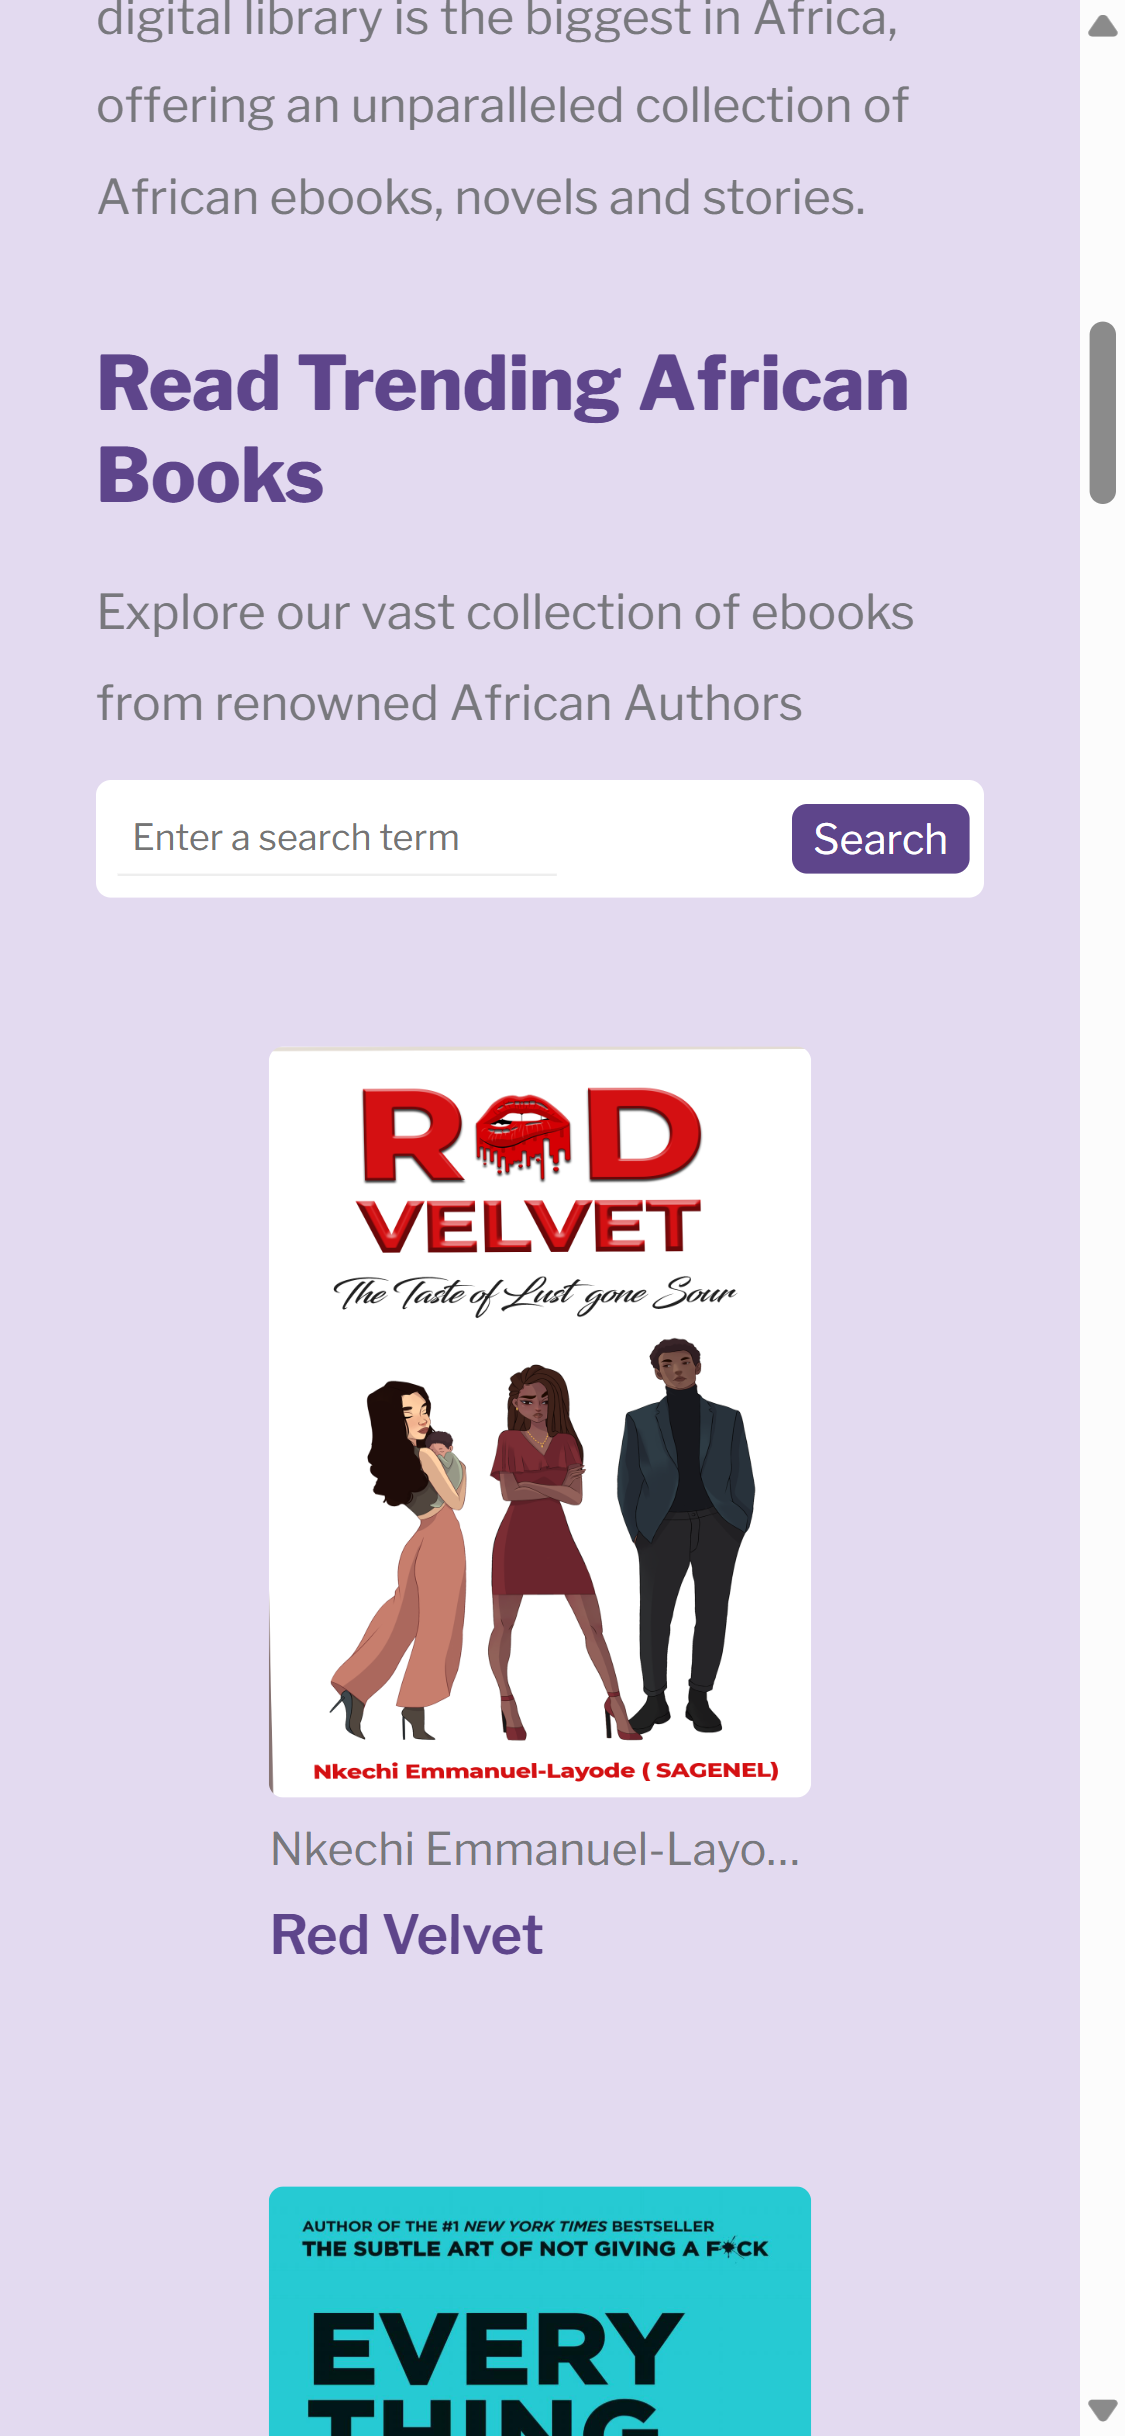 digital library is the biggest in Africa,
offering an unparalleled collection of
African ebooks, novels and stories.
Read Trending African
Books
Explore our vast collection of ebooks
from renowned African Authors
Enter a search term
Search
RED
VELVET
The Taste of Lust gone Sour
Nkechi Emmanuel-Layode ( SAGENEL)
Nkechi Emmanuel-Layo...
Red Velvet
AUTHOR OF THE #1 NEW YORK TIMES BESTSELLER
THE SUBTLE ART OF NOT GIVING A F*CK
EVERY
THING